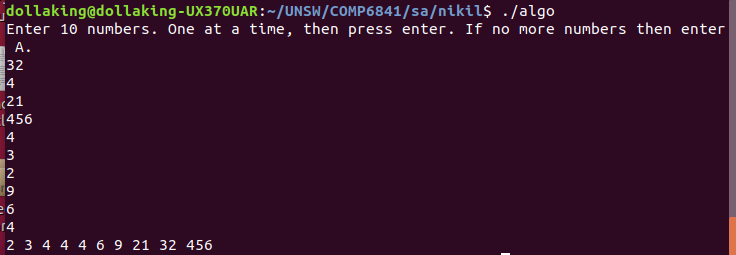 dollaking@dollaking-UX370UAR:~/UNSW/COMP6841/sa/nikil$ ./algo
Enter 10 numbers. One at a time, then press enter. If no more numbers then enter
 A.
32
4
21
456
4
3
2
9
6
4
2 3 4 4 4 6 9 21 32 456